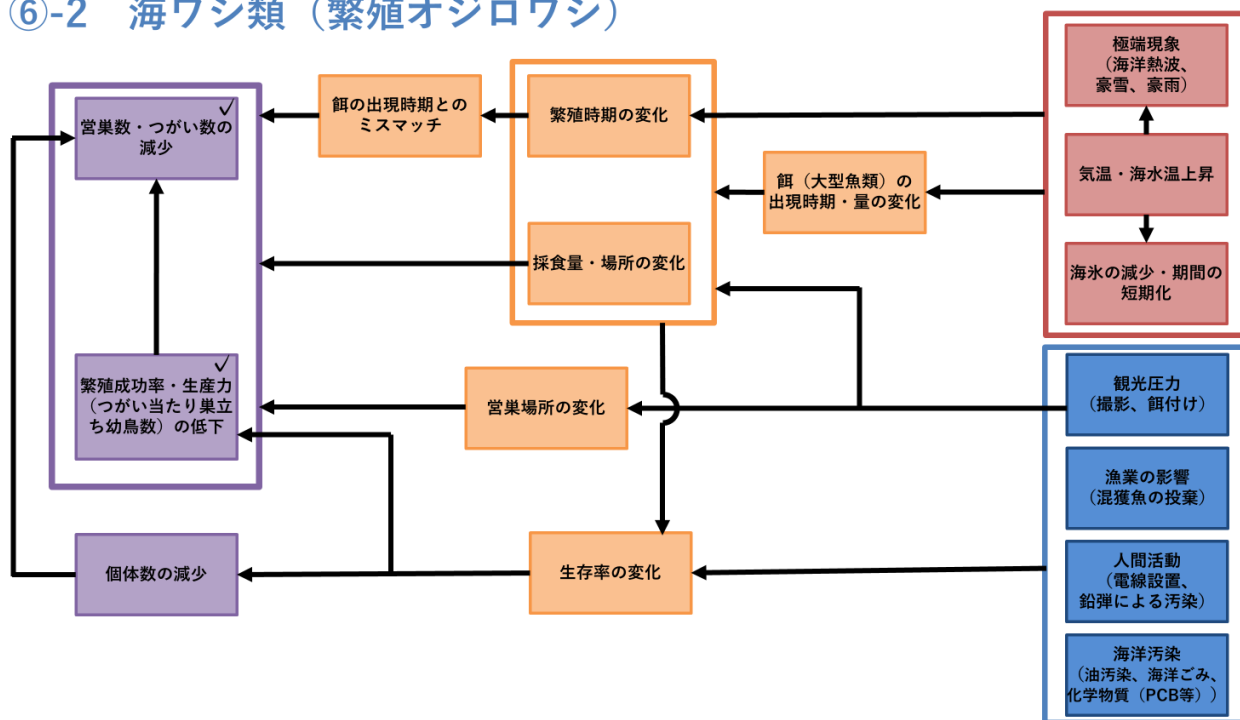 ⑥-2 海ワシ類（繁殖オジロワシ）
極端現象
（海洋熱波、
豪雪、豪雨）
営巣数・つがい数の
減少
✓
餌の出現時期との
ミスマッチ
繁殖時期の変化
気温・海水温上昇
餌（大型魚類）の
出現時期・量の変化
採食量・場所の変化
海氷の減少・期間の
短期化
繁殖成功率・生産力
（つがい当たり巣立
ち幼鳥数）の低下
✓
営巣場所の変化
観光圧力
（撮影、餌付け）
漁業の影響
（混獲魚の投棄）
個体数の減少
生存率の変化
人間活動
（電線設置、
鉛弾による汚染）
海洋汚染
（油汚染、海洋ごみ、
化学物質（PCB等））